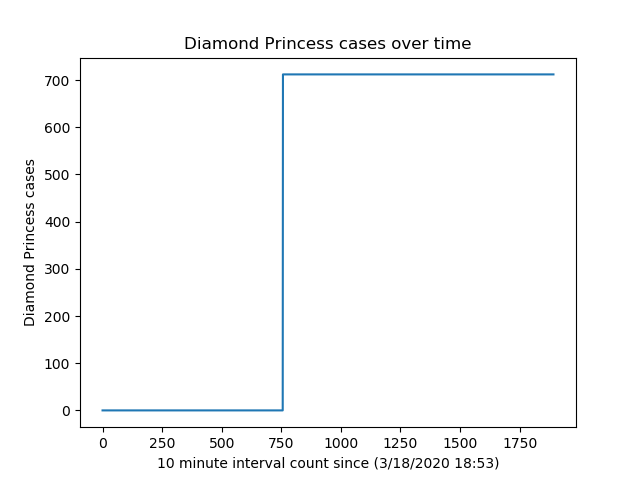 Diamond Princess cases over time
Diamond Princess cases
700
600
500
400
300
200
100
0
0 250 500 750 1000 1250 1500 1750
10 minute interval count since (3/18/2020 18:53)